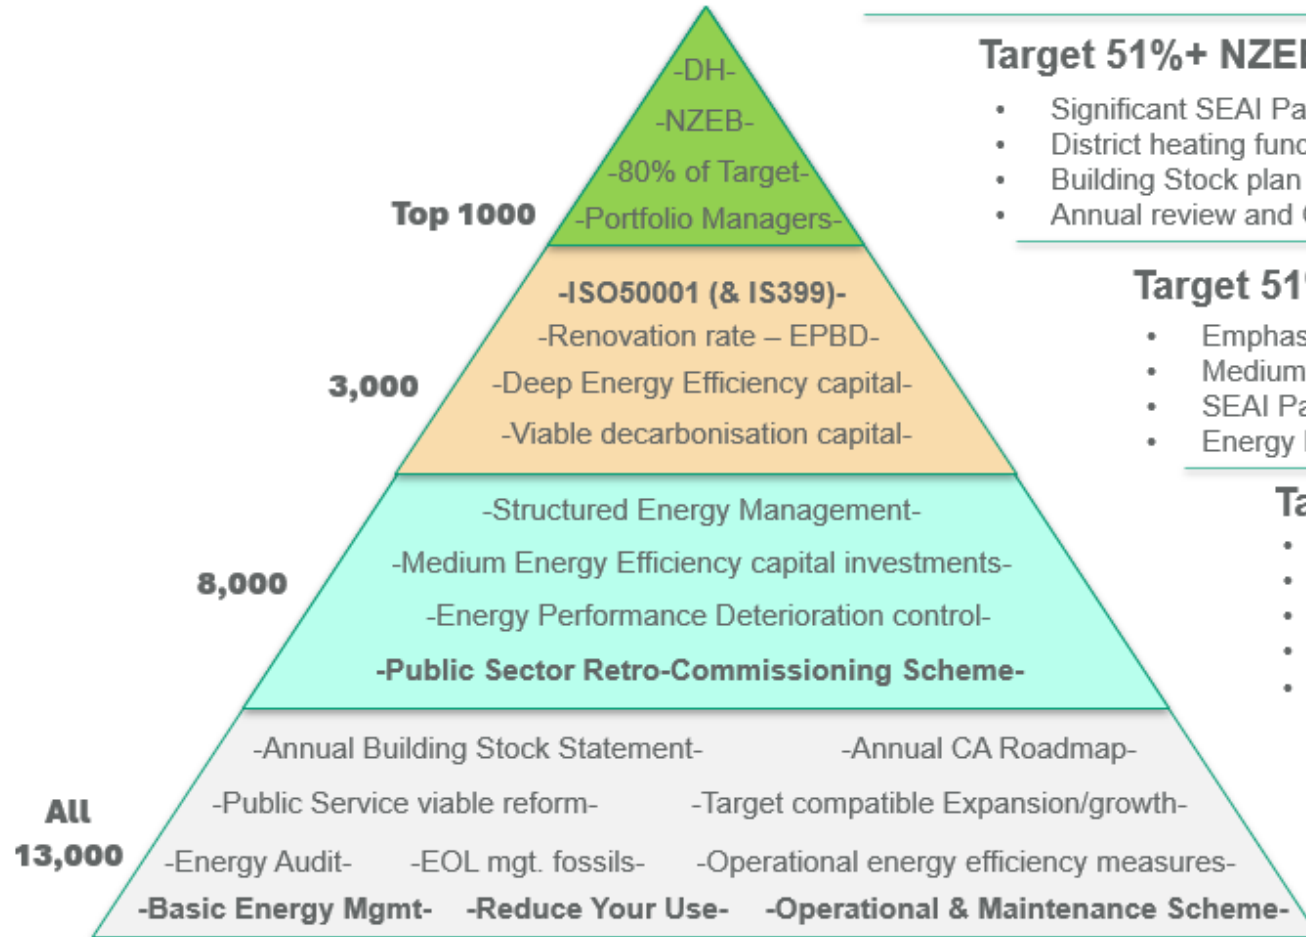 -DH-
-NZEB-
-80% of Target-
Top 1000
-Portfolio Managers-
-ISO50001 (& IS399)-
-Renovation rate – EPBD-
3,000
-Deep Energy Efficiency capital-
-Viable decarbonisation capital-
-Structured Energy Management-
-Medium Energy Efficiency capital investments-
8,000
-Energy Performance Deterioration control-
-Public Sector Retro-Commissioning Scheme-
-Annual Building Stock Statement- -Annual CA Roadmap-
-Public Service viable reform- -Target compatible Expansion/growth-
All
13,000
-Energy Audit- -EOL mgt. fossils- -Operational energy efficiency measures-
-Basic Energy Mgmt- -Reduce Your Use- -Operational & Maintenance Scheme-
Target 51%+
• Significant SEAI
• District heating
• Building Stock plan
• Annual review and
Target
•
• Medium
• SEAI
• Energy